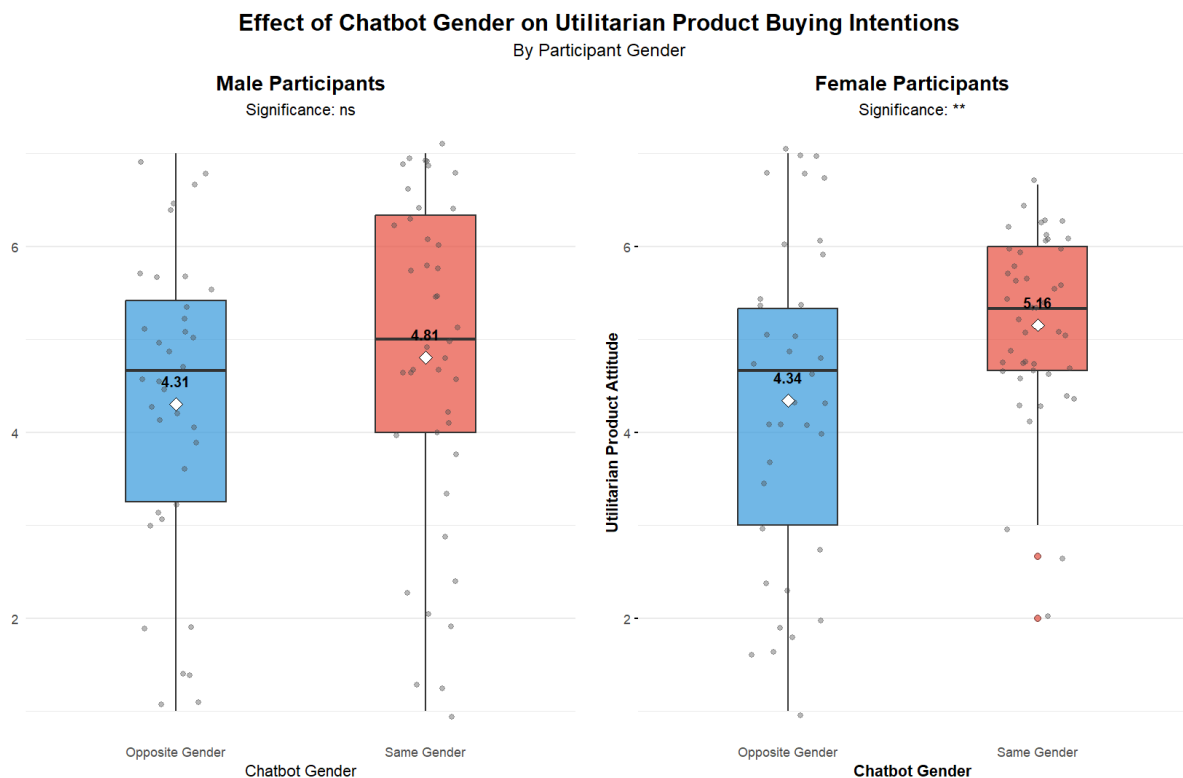 Effect of Chatbot Gender on Utilitarian Product Buying Intentions
By Participant Gender
Male Participants
Significance: ns
6
4
2
4.31
4.81
Opposite Gender
Same Gender
Chatbot Gender
Female Participants
Significance: **
Utilitarian Product Attitude
6
4
2
4.34
5.16
Opposite Gender
Same Gender
Chatbot Gender